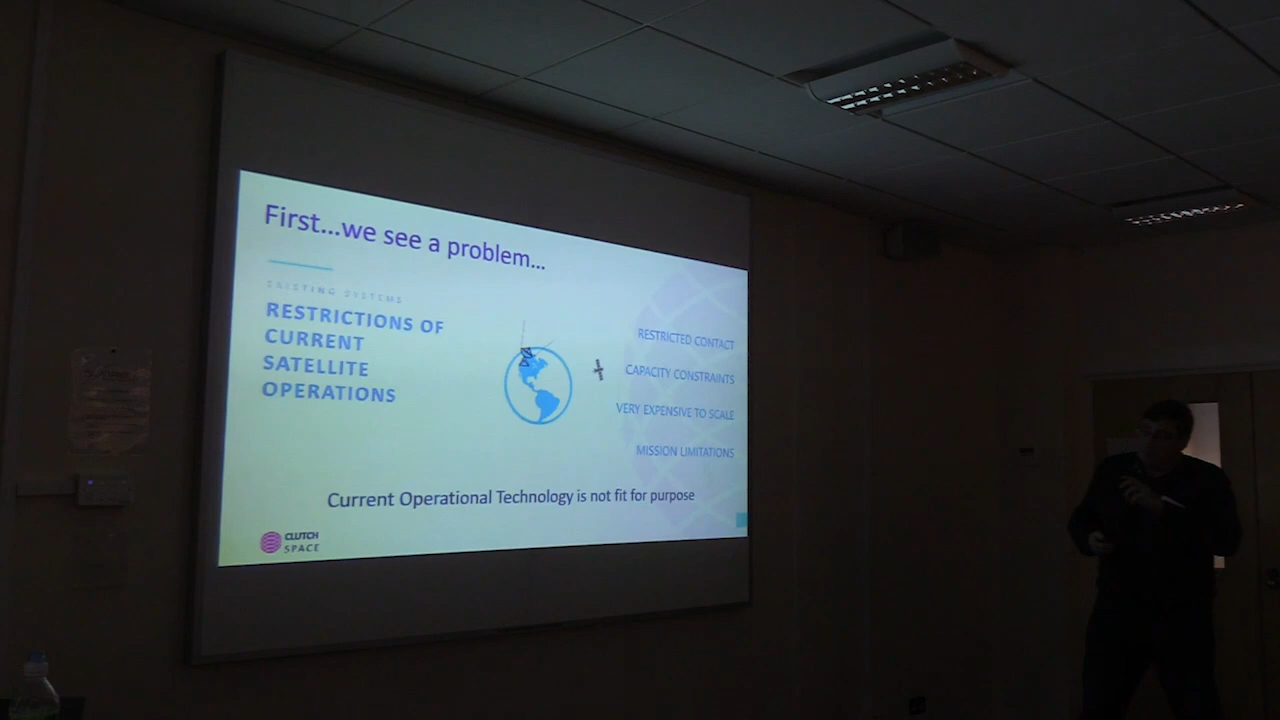 First...we see a problem...
EXISTING SYSTEMS
RESTRICTIONS OF
CURRENT
SATELLITE
OPERATIONS
RESTRICTED CONTACT
CAPACITY CONSTRAINTS
VERY EXPENSIVE TO SCALE
MISSION LIMITATIONS
Current Operational Technology is not fit for purpose
CLUTCH
SPACE